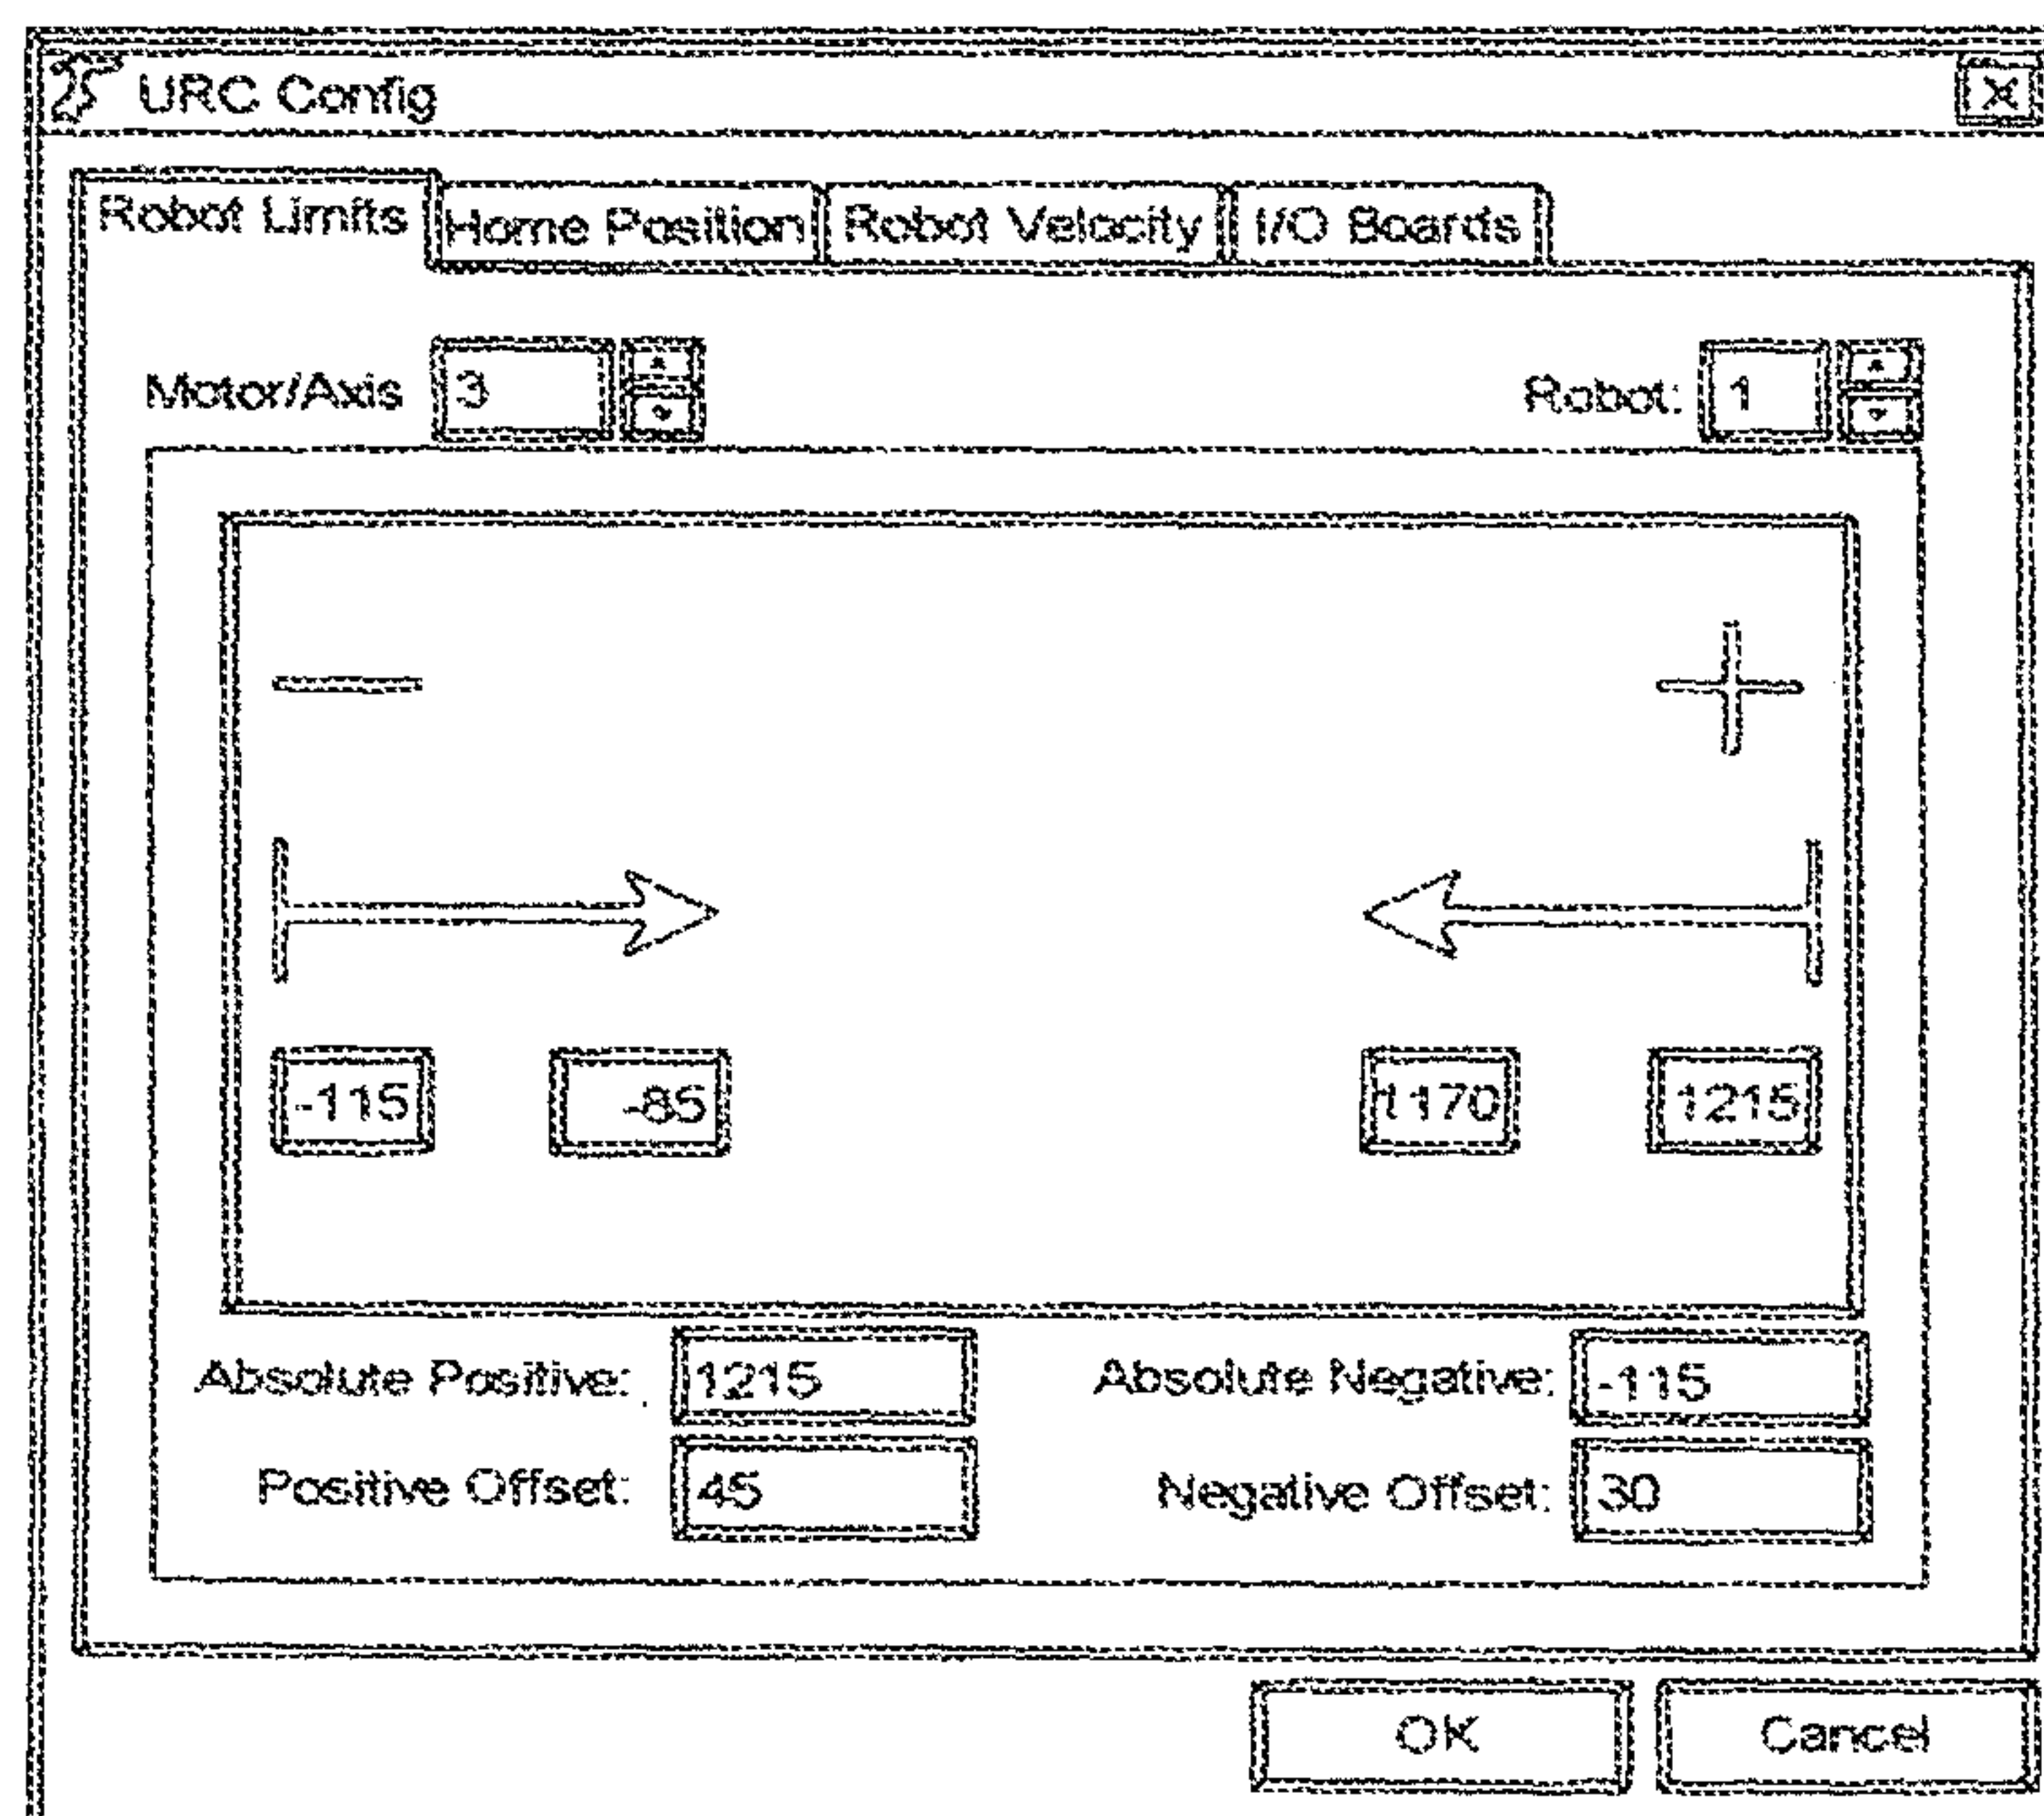 URC Config
Robot Limits Home Position Robot Velocity I/O Boards
Motor/Axis 3 Robot: 1
-115 -85 1170 1215
Absolute Positive: 1215 Absolute Negative: -115
Positive Offset: 45 Negative Offset: 30
OK Cancel